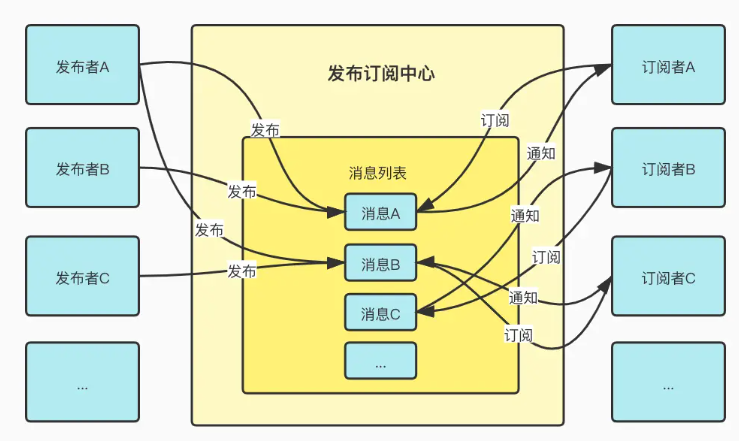 发布订阅中心
发布者A
发布者B
发布者C
...
发布
发布
发布
发布
消息列表
消息A
消息B
消息C
...
订阅
通知
通知
订阅
通知
订阅
订阅者A
订阅者B
订阅者C
...